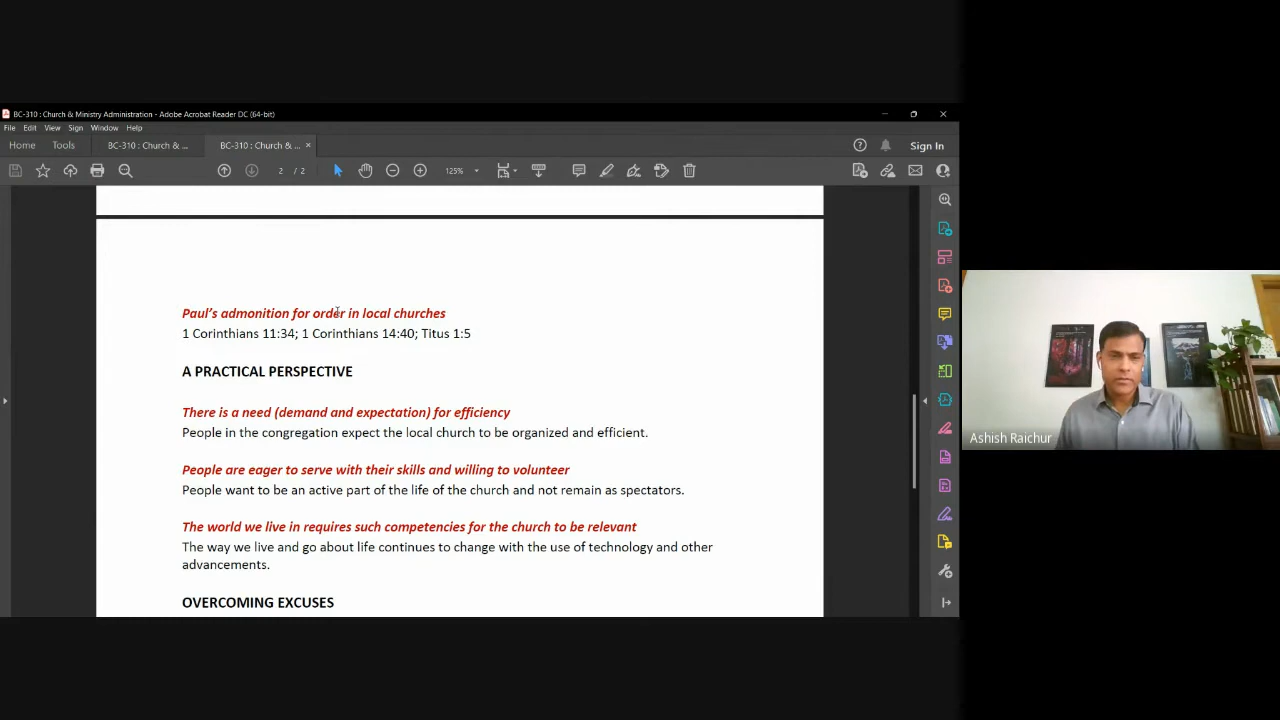 BC-310 : Church & Ministry Administration - Adobe Acrobat Reader DC (64-bit)
File Edit View Sign Window Help
Home Tools BC-310 : Church & ... BC-310 : Church & ... × Sign In
2 / 2 125%
Paul's admonition for order in local churches
1 Corinthians 11:34; 1 Corinthians 14:40; Titus 1:5
A PRACTICAL PERSPECTIVE
There is a need (demand and expectation) for efficiency
People in the congregation expect the local church to be organized and efficient.
People are eager to serve with their skills and willing to volunteer
People want to be an active part of the life of the church and not remain as spectators.
The world we live in requires such competencies for the church to be relevant
The way we live and go about life continues to change with the use of technology and other
advancements.
OVERCOMING EXCUSES
Ashish Raichur